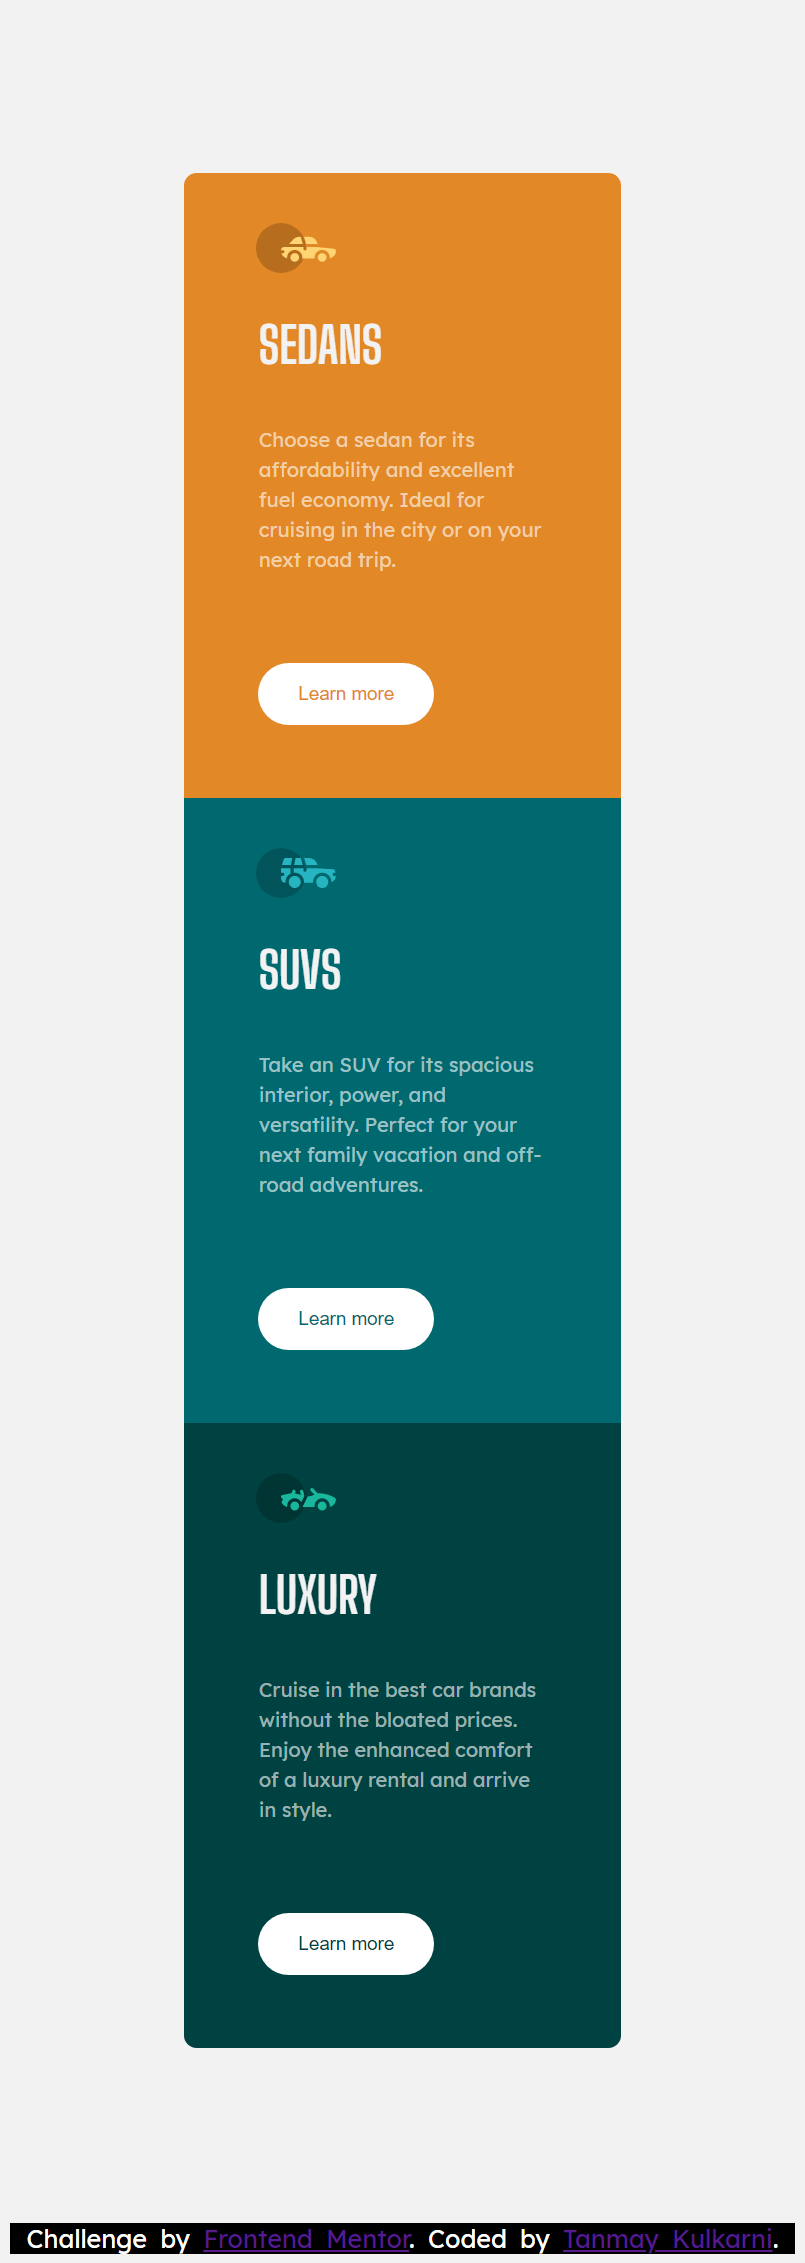 SEDANS
Choose a sedan for its
affordability and excellent
fuel economy. Ideal for
cruising in the city or on your
next road trip.
Learn more
SUVS
Take an SUV for its spacious
interior, power, and
versatility. Perfect for your
next family vacation and off-
road adventures.
Learn more
LUXURY
Cruise in the best car brands
without the bloated prices.
Enjoy the enhanced comfort
of a luxury rental and arrive
in style.
Learn more
Challenge by Frontend Mentor. Coded by Tanmay Kulkarni.